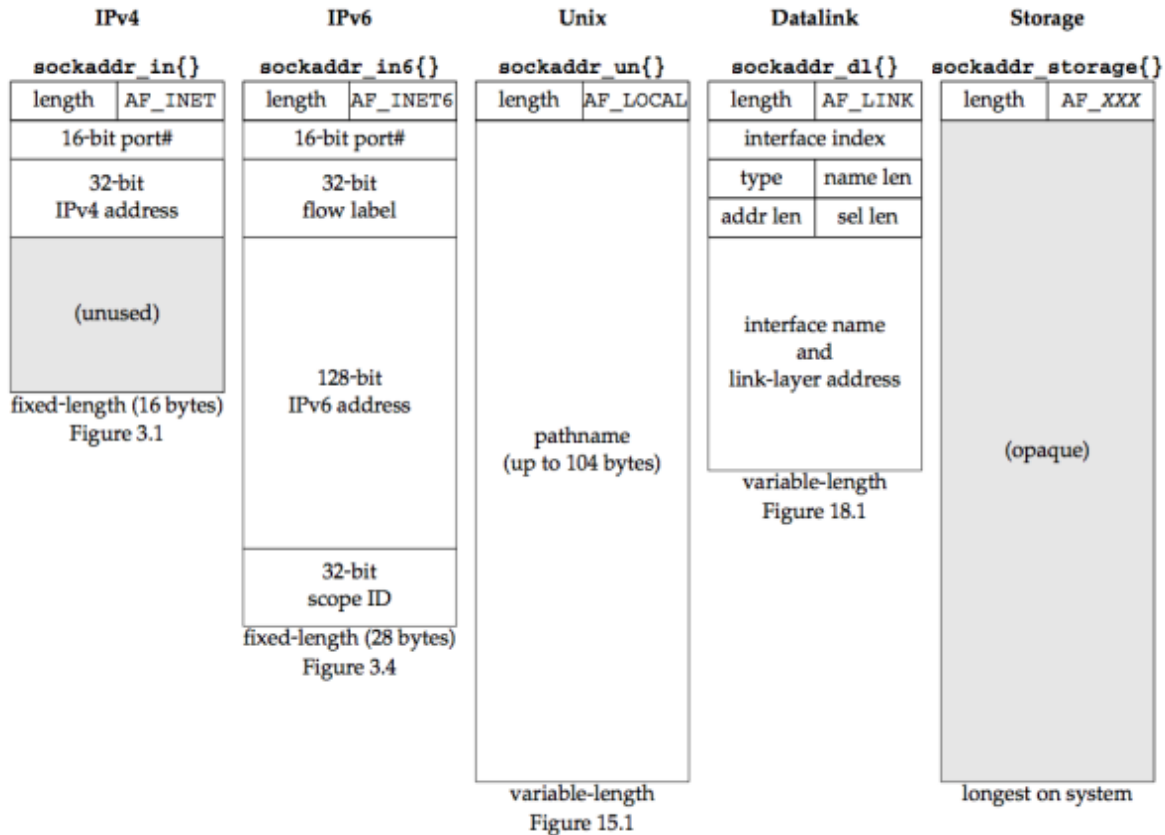 IPv4
sockaddr_in{}
length AF_INET
16-bit port#
32-bit
IPv4 address
(unused)
fixed-length (16 bytes)
Figure 3.1
IPv6
sockaddr_in6{}
length AF_INET6
16-bit port#
32-bit
flow label
128-bit
IPv6 address
32-bit
scope ID
fixed-length (28 bytes)
Figure 3.4
Unix
sockaddr_un{}
length AF_LOCAL
pathname
(up to 104 bytes)
variable-length
Figure 15.1
Datalink
sockaddr_dl{}
length AF_LINK
interface index
type name len
addr len sel len
interface name
and
link-layer address
variable-length
Figure 18.1
Storage
sockaddr_storage{}
length AF_XXX
(opaque)
longest on system